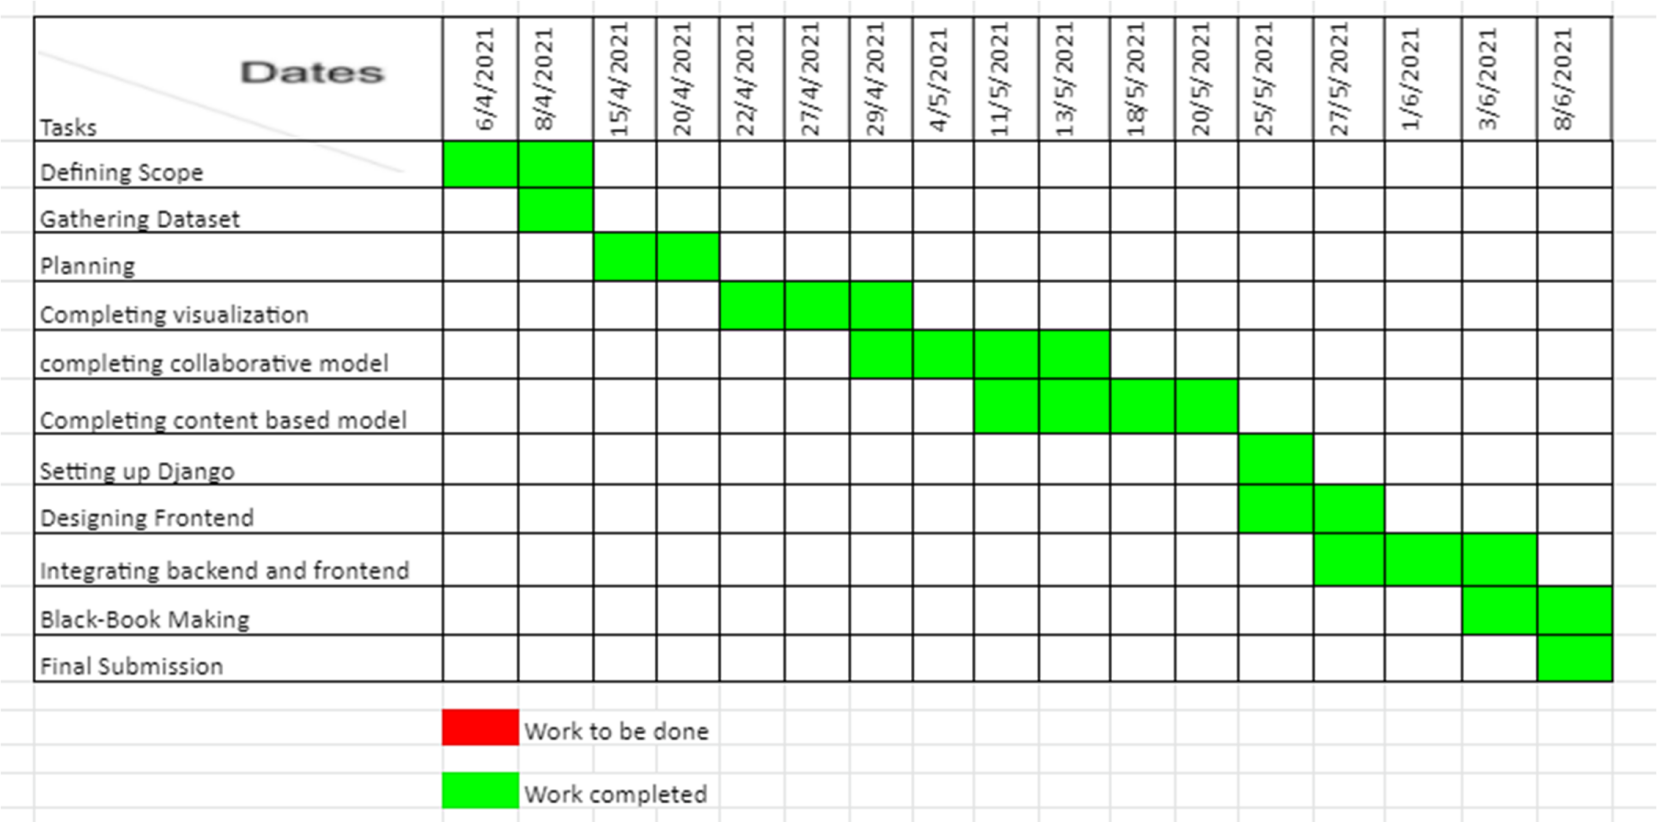 Dates
Tasks
6/4/2021
8/4/2021
15/4/2021
20/4/2021
22/4/2021
27/4/2021
29/4/2021
4/5/2021
11/5/2021
13/5/2021
18/5/2021
20/5/2021
25/5/2021
27/5/2021
1/6/2021
3/6/2021
8/6/2021
Defining Scope
Gathering Dataset
Planning
Completing visualization
completing collaborative model
Completing content based model
Setting up Django
Designing Frontend
Integrating backend and frontend
Black-Book Making
Final Submission
Work to be done
Work completed